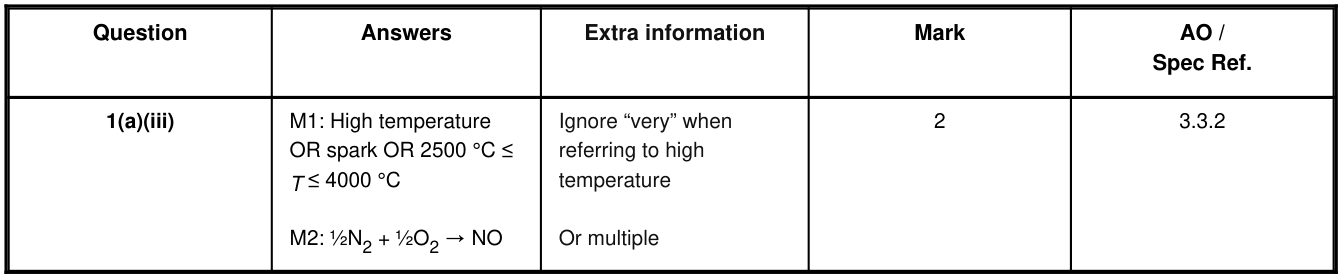 Question Answers Extra information Mark AO /
Spec Ref.
1(a)(iii) M1: High temperature Ignore “very” when 2 3.3.2
OR spark OR 2500 °C ≤ referring to high
T ≤ 4000 °C temperature
M2: ½N₂ + ½O₂ → NO Or multiple